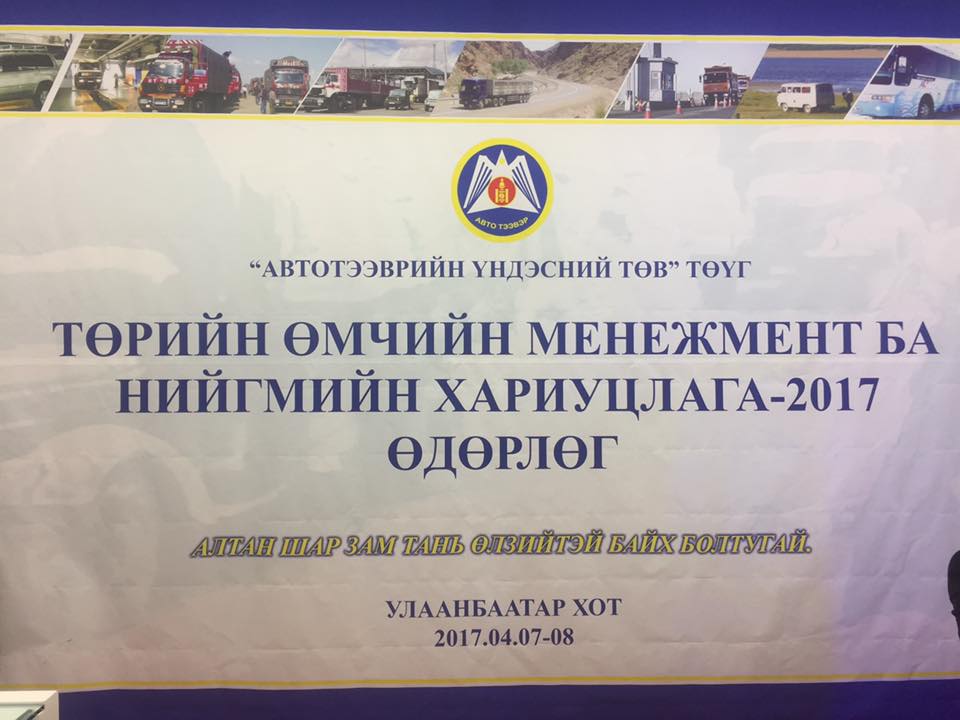 АВТО ТЭЭВЭР
“АВТОТЭЭВРИЙН ҮНДЭСНИЙ ТӨВ” ТӨҮГ
ТӨРИЙН ӨМЧИЙН МЕНЕЖМЕНТ БА
НИЙГМИЙН ХАРИУЦЛАГА-2017
ӨДӨРЛӨГ
АЛТАН ШАР ЗАМ ТАНЬ ӨЛЗИЙТЭЙ БАЙХ БОЛТУГАЙ.
УЛААНБААТАР ХОТ
2017.04.07-08